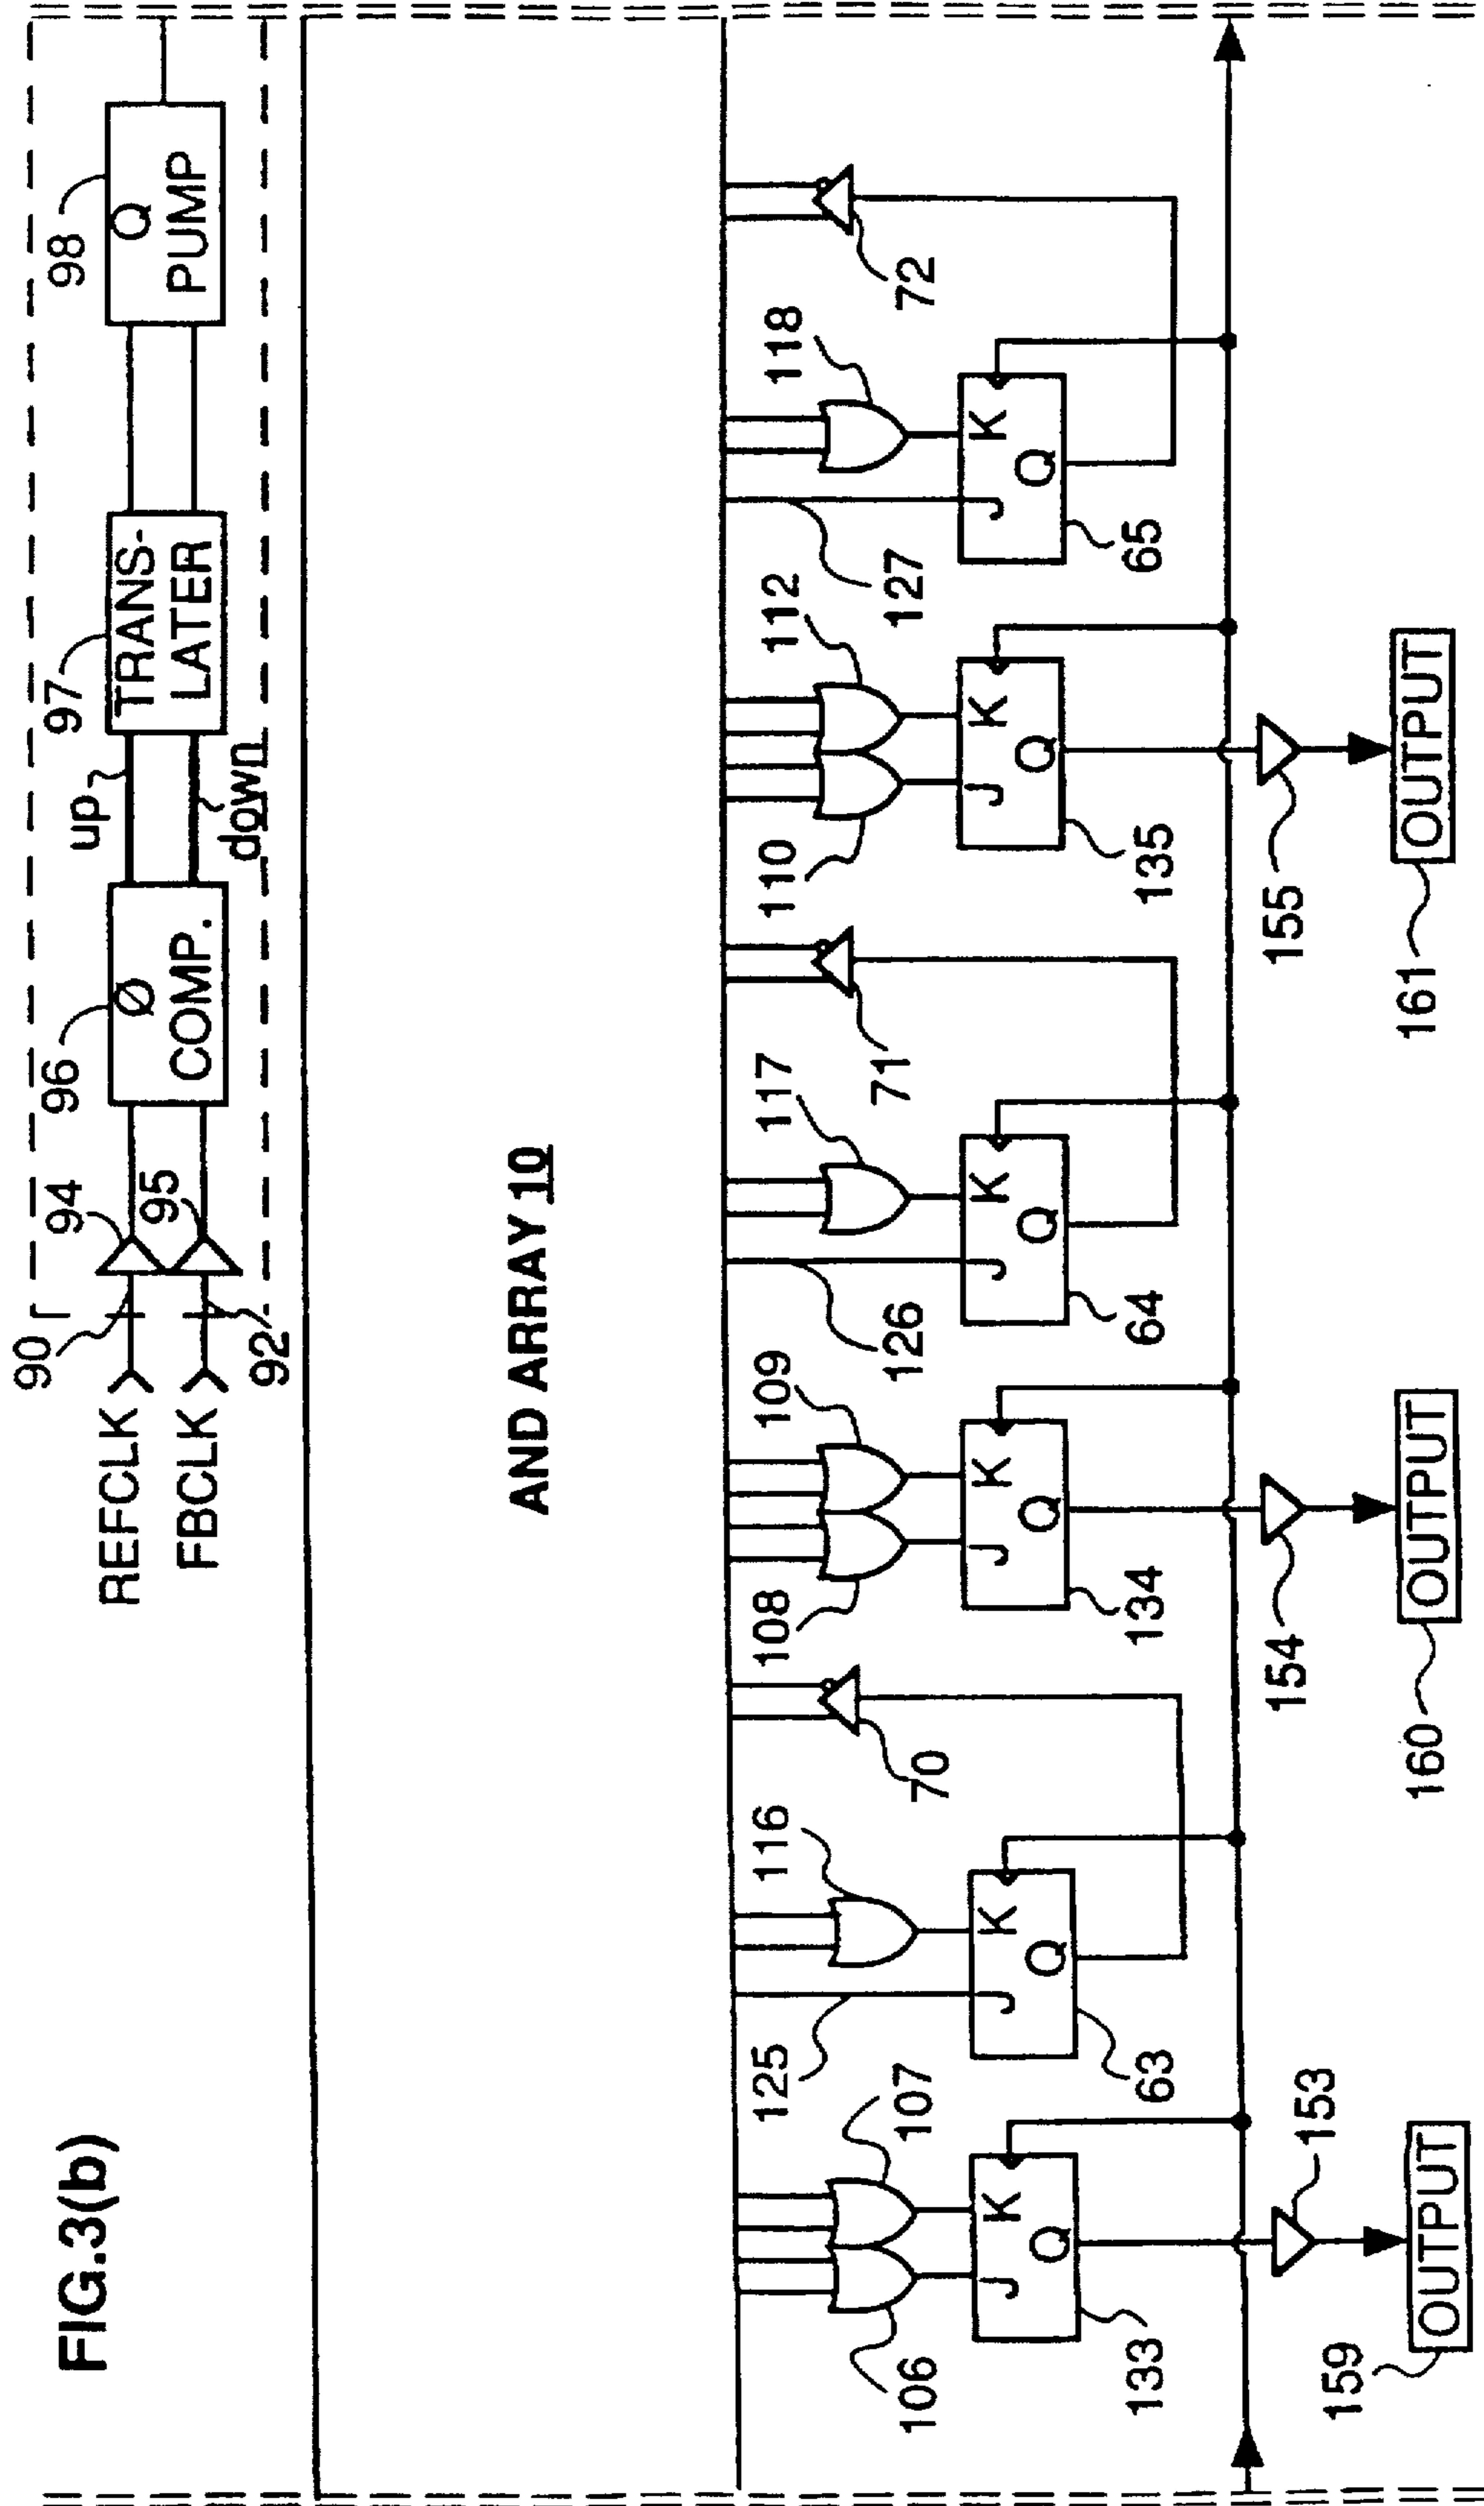 FIG.3(b)
REFCLK
FBCLK
90
92
94
95
96
Ø
COMP.
up
down
97
TRANS-
LATER
98
Q
PUMP
AND ARRAY 10
106
107
125
116
70
108
109
126
117
71
110
112
127
118
72
J K
Q
133
J K
Q
63
J K
Q
134
J K
Q
64
J K
Q
135
J K
Q
65
153
154
155
159
OUTPUT
160
OUTPUT
161
OUTPUT